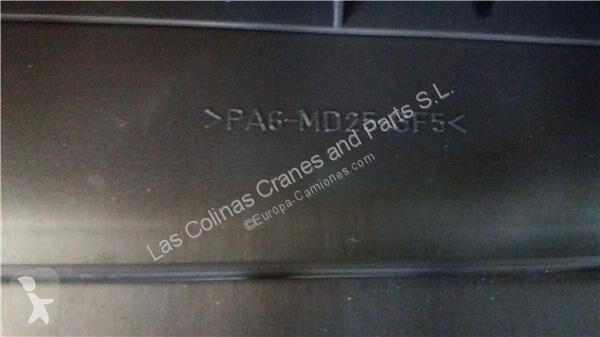 >PA6-MD25-GF5<
Las Colinas Cranes and Parts S.L.
©Europa-Camiones.com